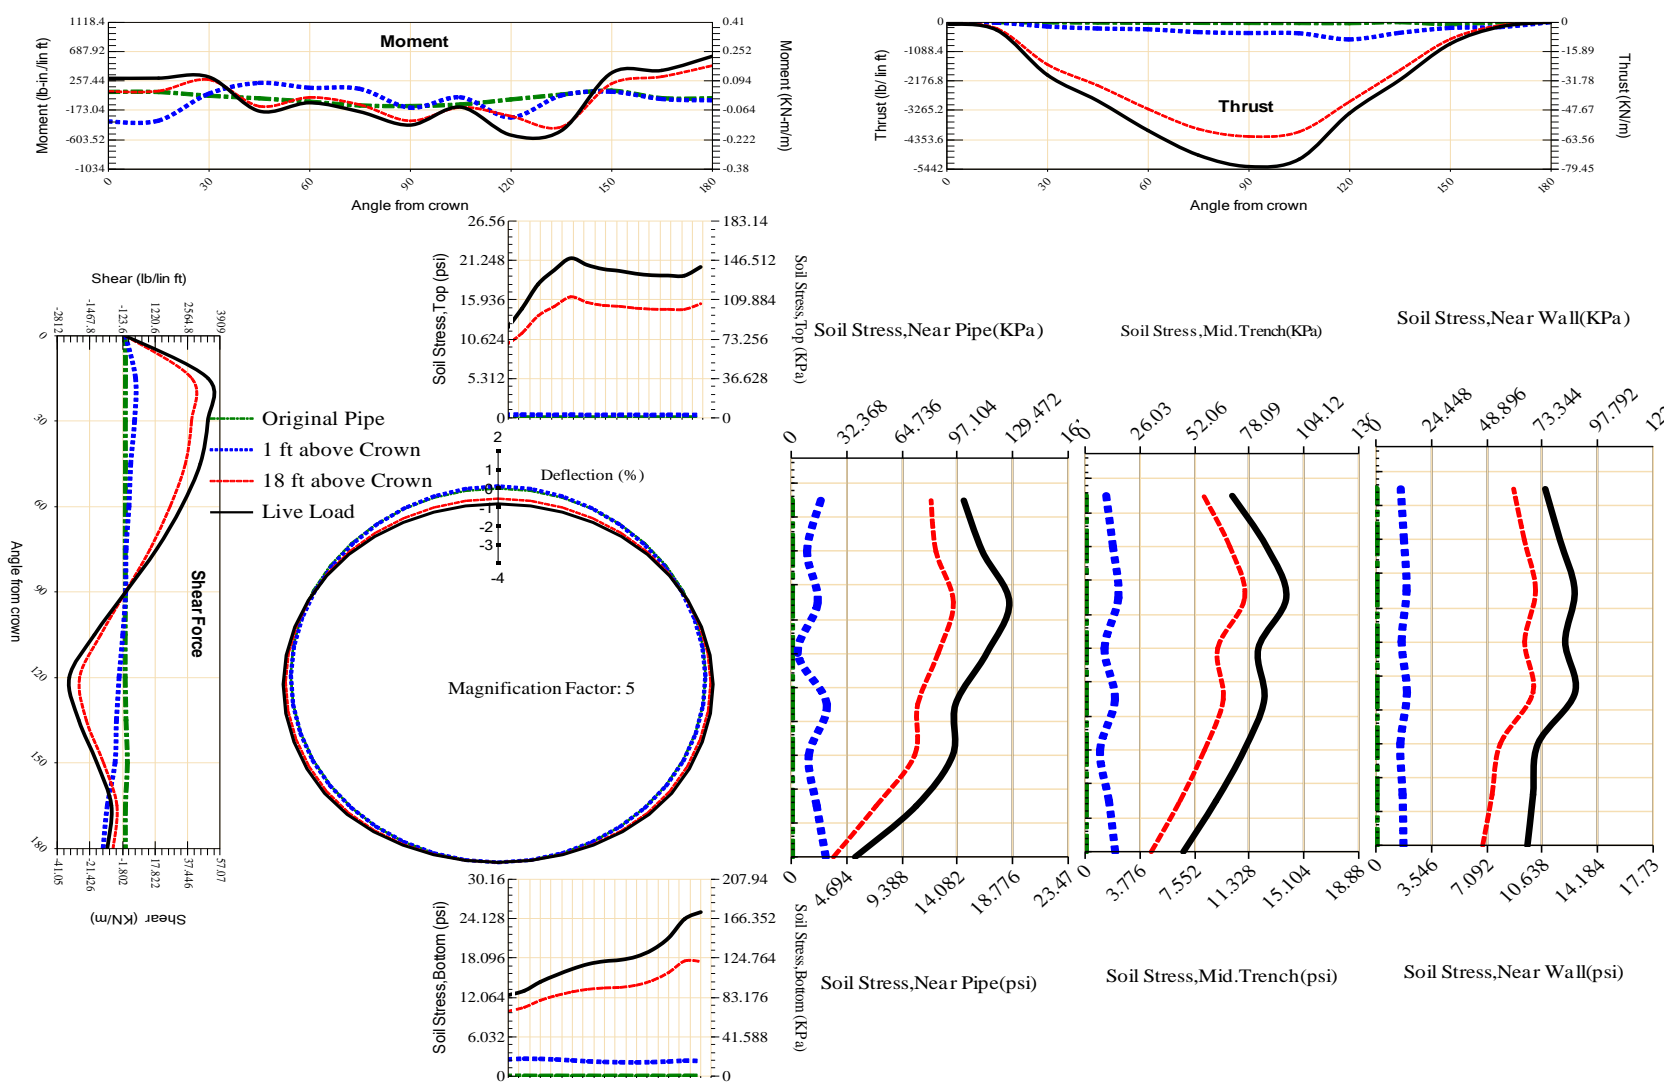 Moment
Moment (lb-in./lin ft)
1118.4
687.92
257.44
-173.04
-603.52
-1034
0.41
0.252
0.094
-0.064
-0.222
-0.38
Moment (KN-m/m)
0 30 60 90 120 150 180
Angle from crown
Thrust
Thrust (lb/ lin ft)
0
-1088.4
-2176.8
-3265.2
-4353.6
-5442
0
-15.89
-31.78
-47.67
-63.56
-79.45
Thrust (KN/m)
0 30 60 90 120 150 180
Angle from crown
Shear (lb/lin ft)
-2812 -1467.8 -123.6 1220.6 2564.8 3909
0
30
60
90
120
150
180
Angle from crown
Shear Force
-41.05 -21.426 -1.802 17.822 37.446 57.07
Shear (KN/m)
Original Pipe
1 ft above Crown
18 ft above Crown
Live Load
Soil Stress,Top (psi)
26.56
21.248
15.936
10.624
5.312
0
183.14
146.512
109.884
73.256
36.628
0
Soil Stress,Top (KPa)
Deflection (%)
2
1
0
-1
-2
-3
-4
Magnification Factor: 5
Soil Stress,Bottom (psi)
30.16
24.128
18.096
12.064
6.032
0
207.94
166.352
124.764
83.176
41.588
0
Soil Stress,Bottom (KPa)
Soil Stress,Near Pipe(KPa)
0 32.368 64.736 97.104 129.472 16
0 4.694 9.388 14.082 18.776 23.47
Soil Stress,Near Pipe(psi)
Soil Stress,Mid.Trench(KPa)
0 26.03 52.06 78.09 104.12 13
0 3.776 7.552 11.328 15.104 18.88
Soil Stress,Mid.Trench(psi)
Soil Stress,Near Wall(KPa)
0 24.448 48.896 73.344 97.792 12
0 3.546 7.092 10.638 14.184 17.73
Soil Stress,Near Wall(psi)